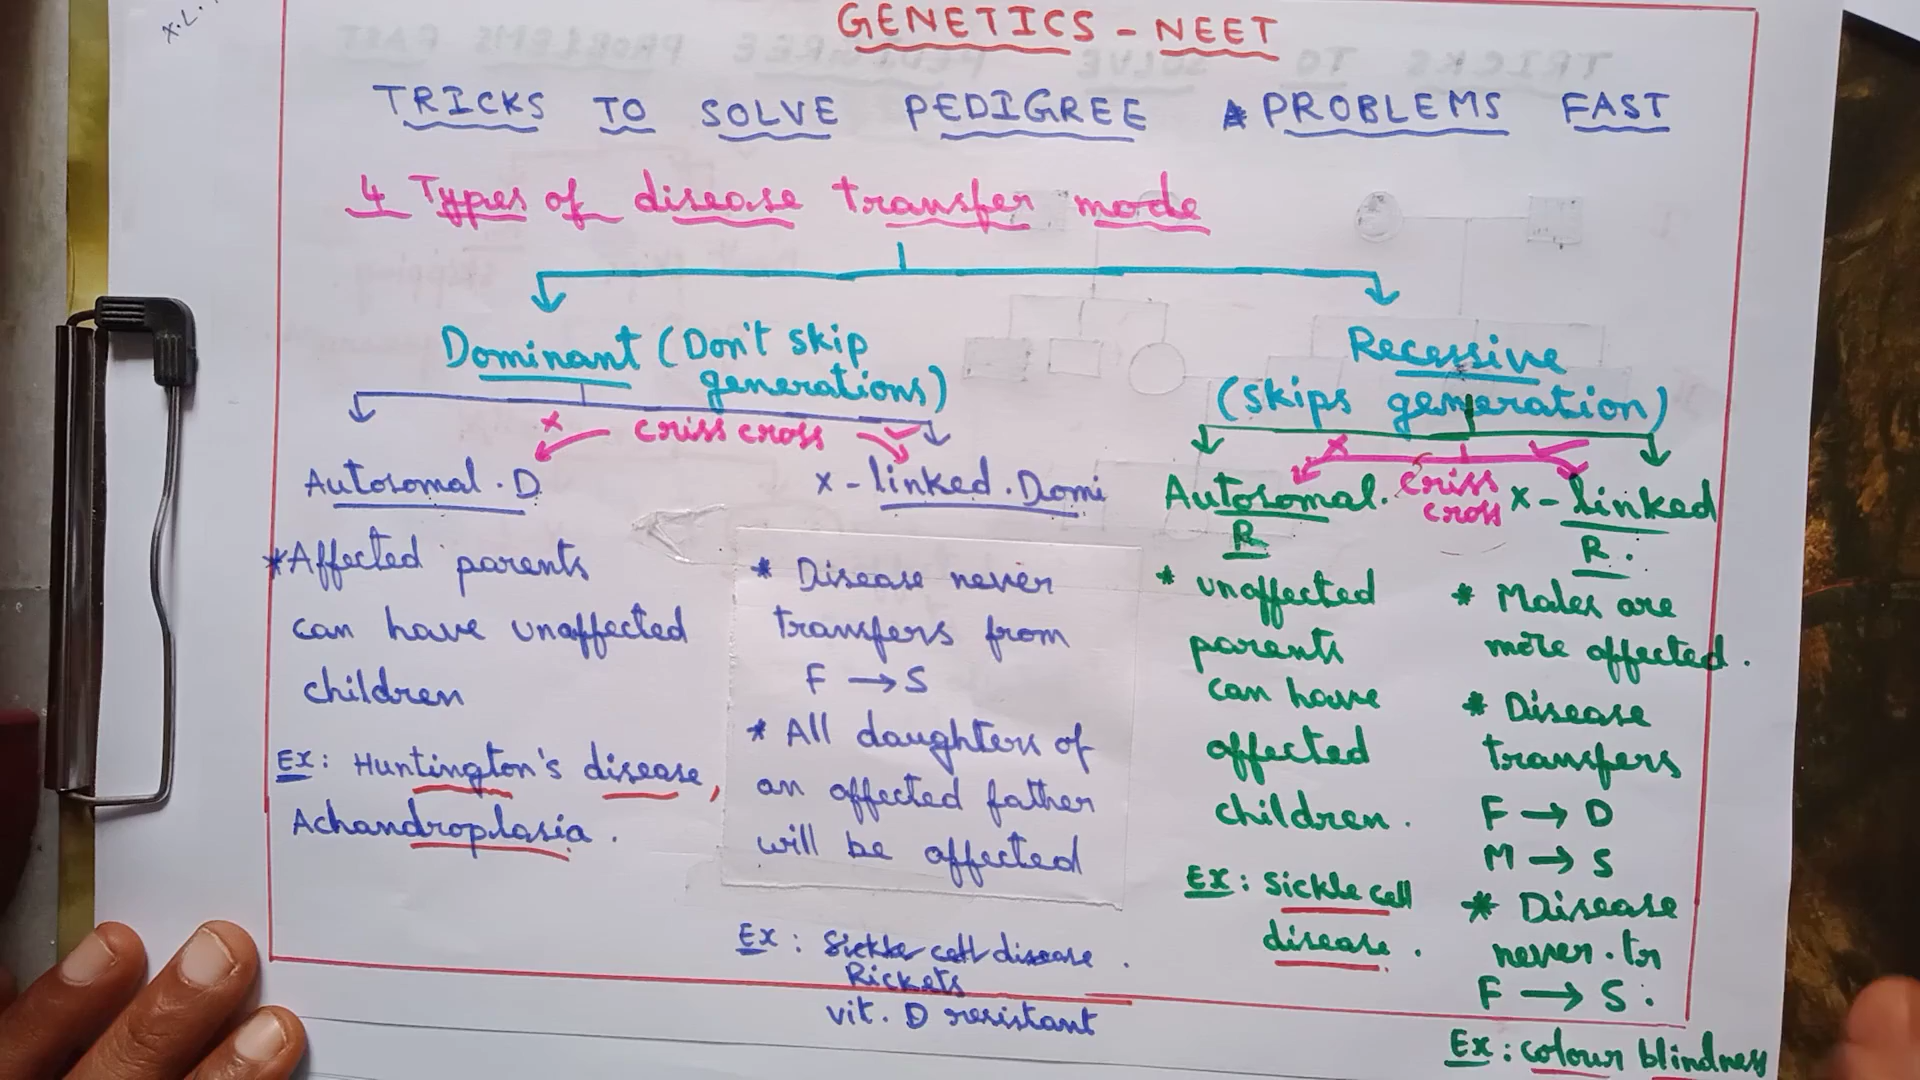 X.L.
GENETICS - NEET
TRICKS TO SOLVE PEDIGREE PROBLEMS FAST
4 Types of disease transfer mode
Dominant (Don't skip
generations)
criss cross
Autosomal. D
* Affected parents
can have unaffected
children
Ex: Huntington's disease,
Achandroplasia.
X-linked. Domi
* Disease never
transfers from
F → S
* All daughters of
an affected father
will be affected
Ex: Sickle cell disease.
Rickets
vit. D resistant
Recessive
(skips generation)
criss
cross
Autosomal.
R
* unaffected
parents
can have
affected
children.
Ex: Sickle cell
disease.
X-linked
R.
* Males are
more affected.
* Disease
transfers
F → D
M → S
* Disease
never. tr
F → S.
Ex: colour blindness